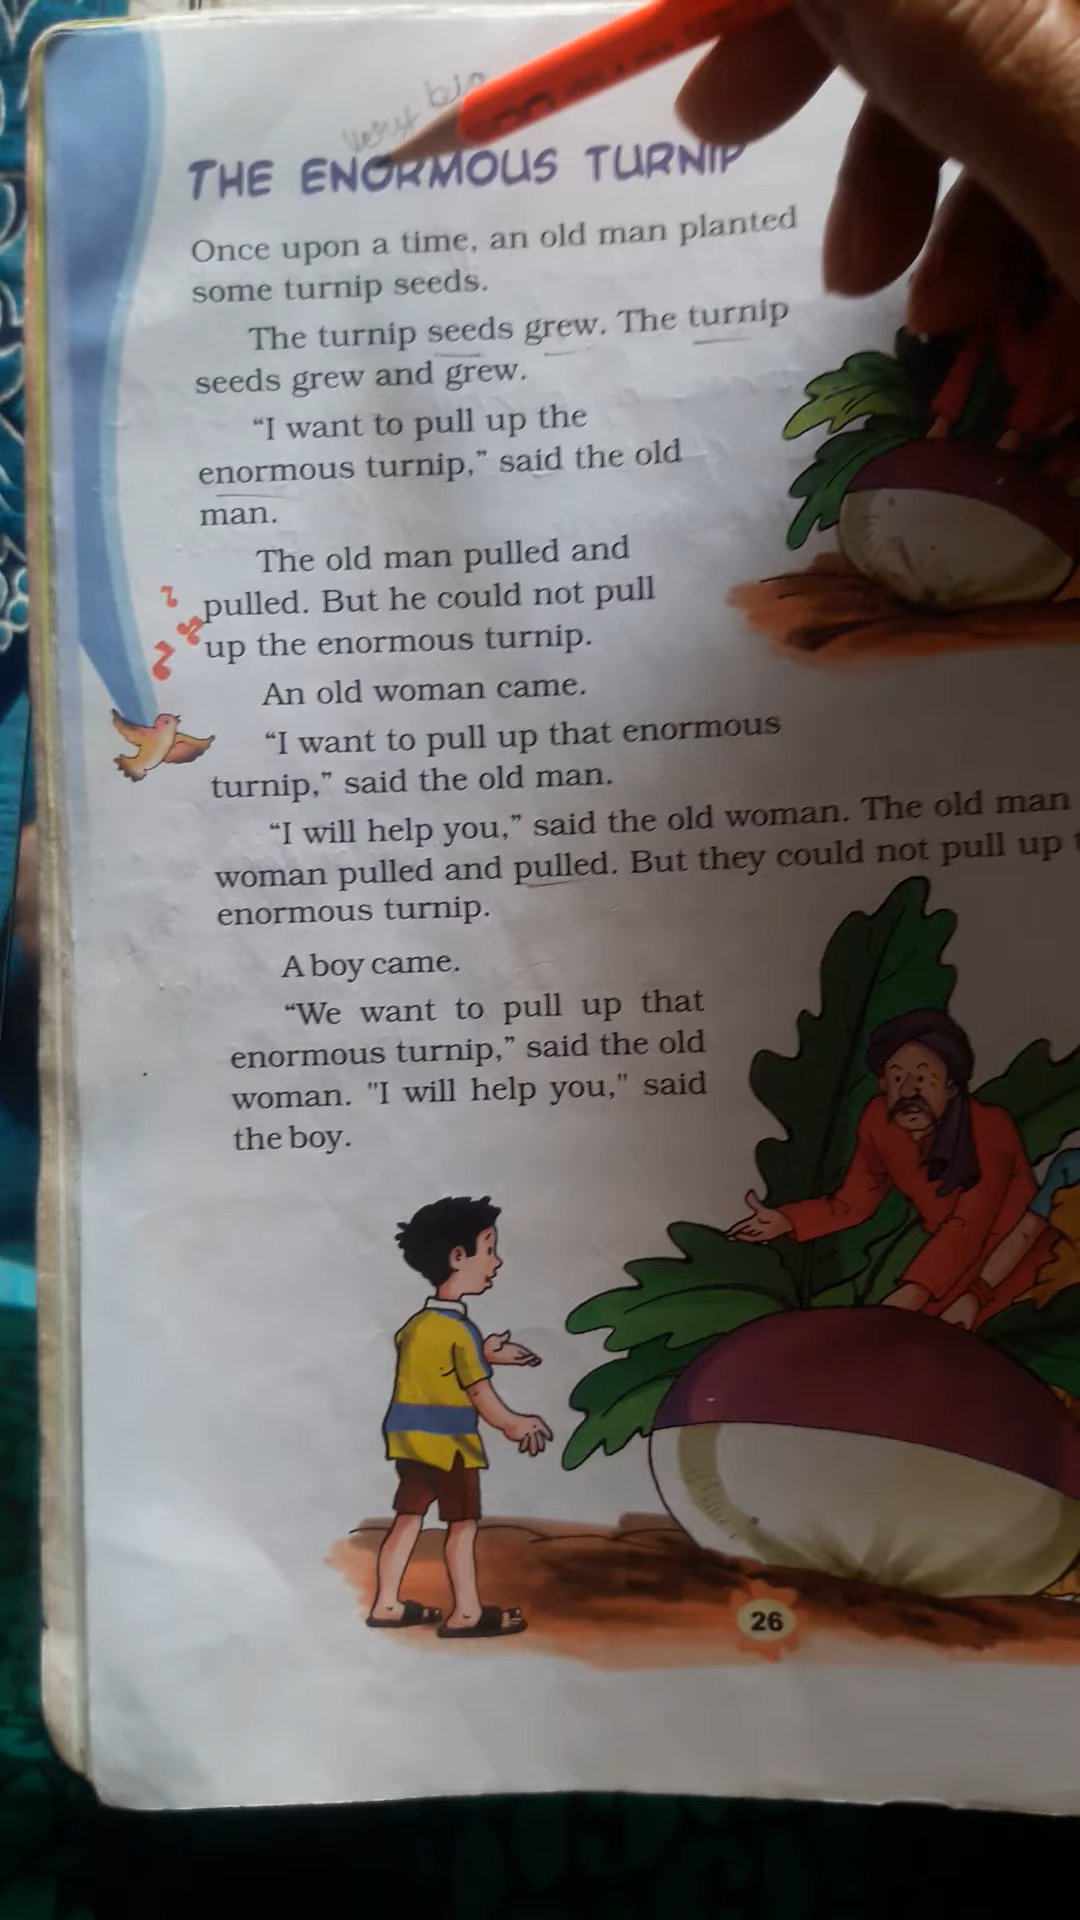 very big
THE ENORMOUS TURNIP
Once upon a time, an old man planted
some turnip seeds.
The turnip seeds grew. The turnip
seeds grew and grew.
“I want to pull up the
enormous turnip,” said the old
man.
The old man pulled and
pulled. But he could not pull
up the enormous turnip.
An old woman came.
“I want to pull up that enormous
turnip,” said the old man.
“I will help you,” said the old woman. The old man
woman pulled and pulled. But they could not pull up
enormous turnip.
A boy came.
“We want to pull up that
enormous turnip,” said the old
woman. "I will help you," said
the boy.
26